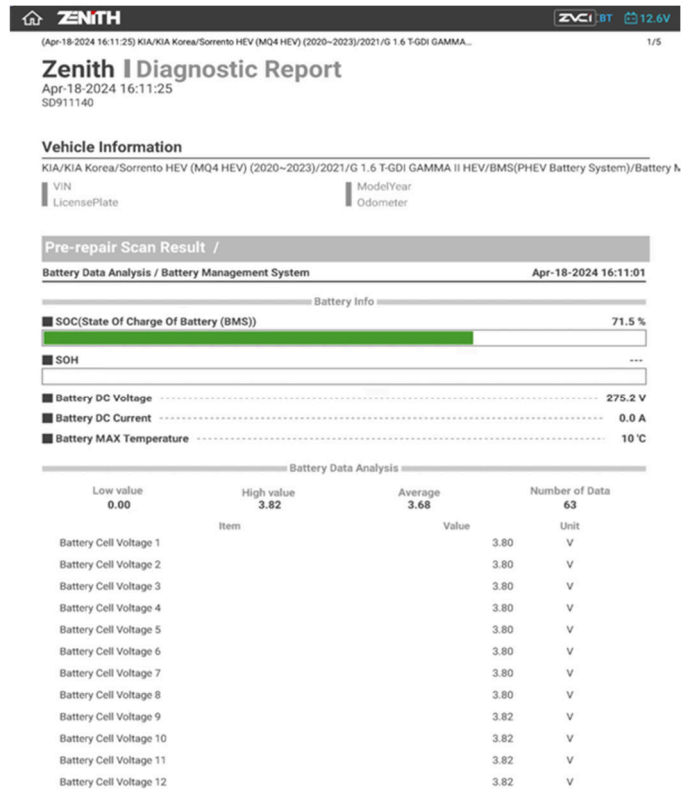 ZENITH ZVCI BT 12.6V
(Apr-18-2024 16:11:25) KIA/KIA Korea/Sorrento HEV (MQ4 HEV) (2020~2023)/2021/G 1.6 T-GDI GAMMA... 1/5
Zenith Diagnostic Report
Apr-18-2024 16:11:25
SD911140
Vehicle Information
KIA/KIA Korea/Sorrento HEV (MQ4 HEV) (2020~2023)/2021/G 1.6 T-GDI GAMMA II HEV/BMS(PHEV Battery System)/Battery M
VIN ModelYear
LicensePlate Odometer
Pre-repair Scan Result /
Battery Data Analysis / Battery Management System Apr-18-2024 16:11:01
Battery Info
SOC(State Of Charge Of Battery (BMS)) 71.5 %
SOH ---
Battery DC Voltage 275.2 V
Battery DC Current 0.0 A
Battery MAX Temperature 10 ℃
Battery Data Analysis
Low value High value Average Number of Data
0.00 3.82 3.68 63
Item Value Unit
Battery Cell Voltage 1 3.80 V
Battery Cell Voltage 2 3.80 V
Battery Cell Voltage 3 3.80 V
Battery Cell Voltage 4 3.80 V
Battery Cell Voltage 5 3.80 V
Battery Cell Voltage 6 3.80 V
Battery Cell Voltage 7 3.80 V
Battery Cell Voltage 8 3.80 V
Battery Cell Voltage 9 3.82 V
Battery Cell Voltage 10 3.82 V
Battery Cell Voltage 11 3.82 V
Battery Cell Voltage 12 3.82 V